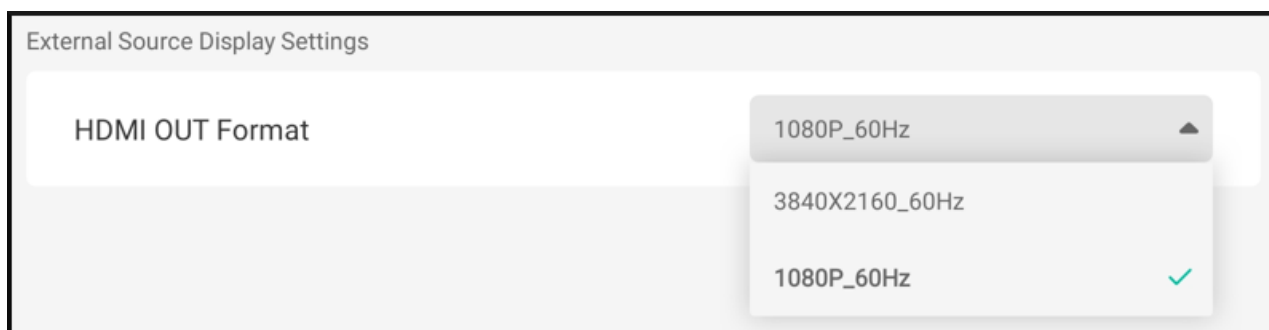 External Source Display Settings
HDMI OUT Format
1080P_60Hz
3840X2160_60Hz
1080P_60Hz